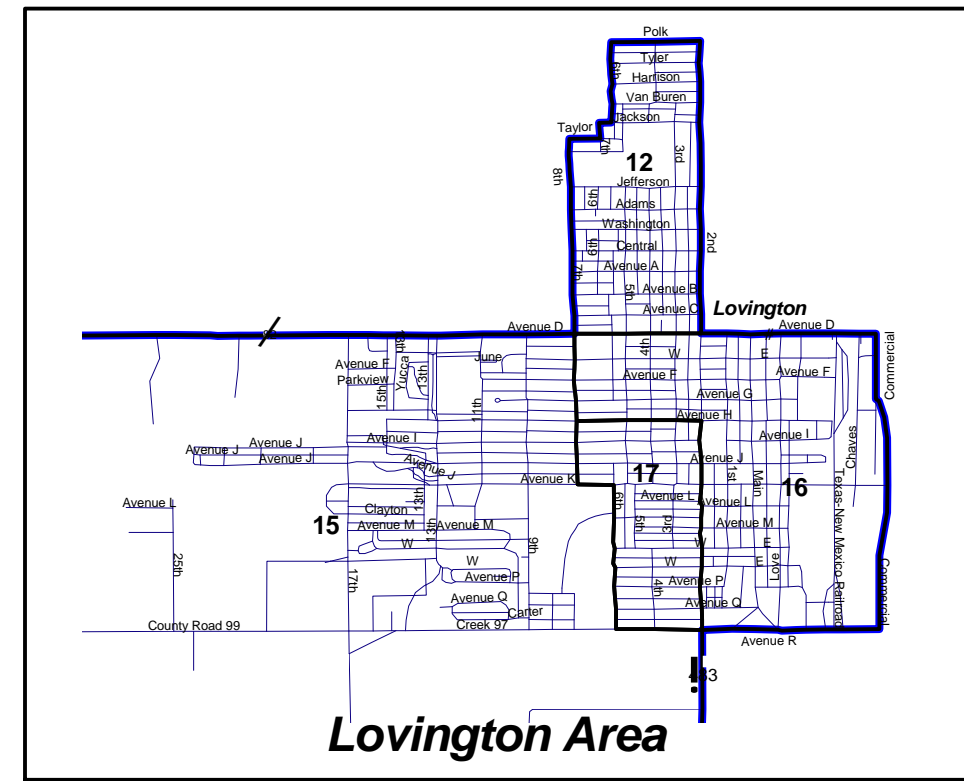 Polk
Tyler
6th
Harrison
Van Buren
Jackson
Taylor
7th
12
3rd
8th
Jefferson
6th
Adams
Washington
6th
Central
2nd
7th
Avenue A
5th
Avenue B
Avenue C
Lovington
Avenue D
Avenue D
Commercial
Yucca
13th
June
4th
W
E
Avenue F
Avenue F
Avenue F
Parkview
15th
11th
Avenue G
Avenue H
Avenue I
Avenue I
Chaves
Avenue J
Avenue J
Avenue J
Avenue J
Avenue J
Avenue K
17
1st
Main
16
Texas-New Mexico Railroad
Avenue L
13th
6th
Avenue L
Avenue L
Clayton
15
Avenue M
Avenue M
13th
5th
3rd
Avenue M
W
9th
W
E
25th
17th
W
W
E
Love
Avenue P
4th
Avenue P
Commercial
Avenue Q
Carter
Avenue Q
County Road 99
Creek 97
Avenue R
Lovington Area